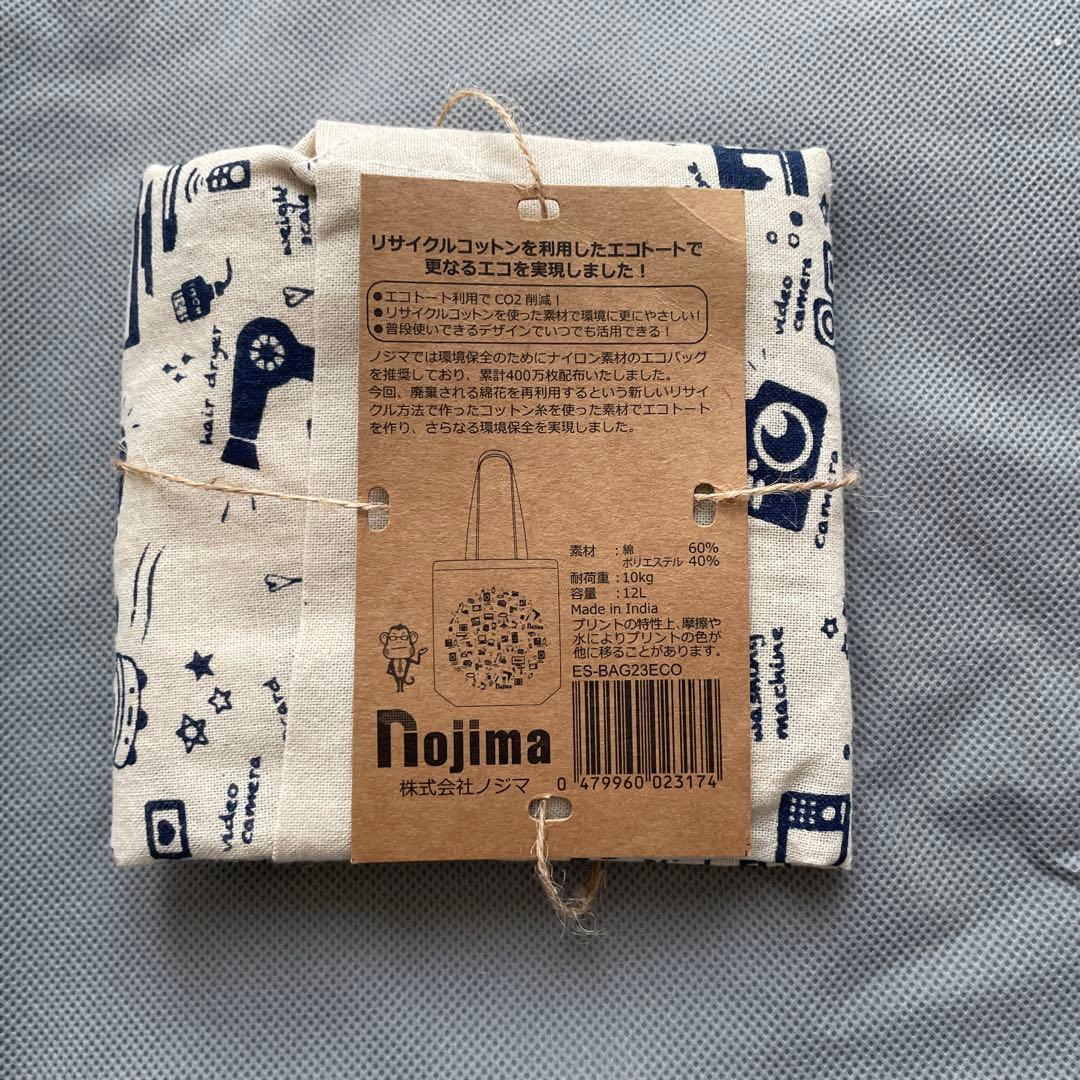 リサイクルコットンを利用したエコトートで
更なるエコを実現しました！
●エコトート利用で CO2 削減！
●リサイクルコットンを使った素材で環境に更にやさしい！
●普段使いできるデザインでいつでも活用できる！
ノジマでは環境保全のためにナイロン素材のエコバッグ
を推奨しており、累計400万枚配布いたしました。
今回、廃棄される綿花を再利用するという新しいリサイ
クル方法で作ったコットン糸を使った素材でエコトート
を作り、さらなる環境保全を実現しました。
素材 ：綿 60%
ポリエステル 40%
耐荷重：10kg
容量 ：12L
Made in India
プリントの特性上、摩擦や
水によりプリントの色が
他に移ることがあります。
ES-BAG23ECO
0 479960 023174
nojima
株式会社ノジマ
nojima
weight
scale
hair dryer
video
camera
video
camera
camera
washing
machine